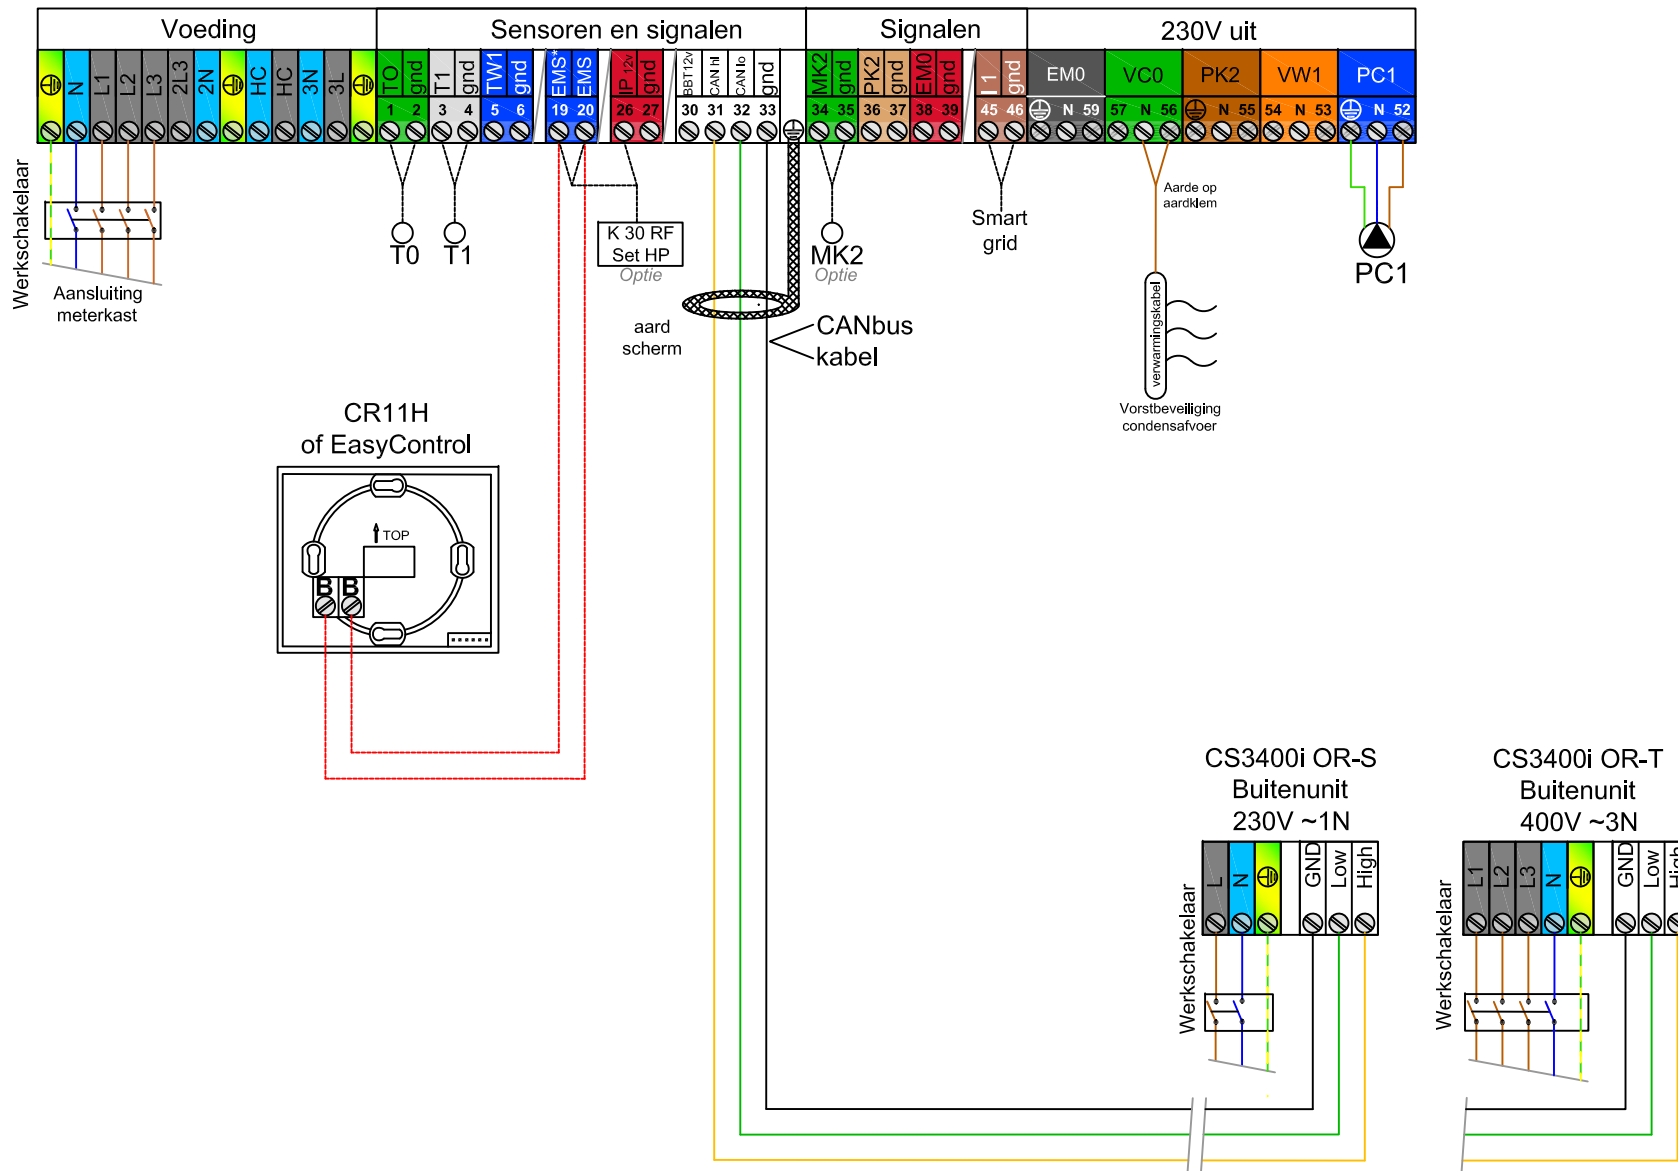 Voeding
Sensoren en signalen
Signalen
230V uit
N
L1
L2
L3
2L3
2N
HC
HC
3N
3L
TO
gnd
T1
gnd
TW1
gnd
EMS*
EMS
IP 12v
gnd
BBT12v
CAN hi
CAN lo
gnd
MK2
gnd
PK2
gnd
EM0
gnd
I 1
gnd
EM0
VC0
PK2
VW1
PC1
1 2 3 4 5 6 19 20 26 27 30 31 32 33 34 35 36 37 38 39 45 46 N 59 57 N 56 N 55 54 N 53 N 52
Werkschakelaar
Aansluiting
meterkast
T0
T1
K 30 RF
Set HP
Optie
MK2
Optie
Smart
grid
Aarde op
aardklem
PC1
aard
scherm
CANbus
kabel
verwarmingskabel
Vorstbeveiliging
condensafvoer
CR11H
of EasyControl
TOP
B B
CS3400i OR-S
Buitenunit
230V ~1N
L
N
GND
Low
High
Werkschakelaar
CS3400i OR-T
Buitenunit
400V ~3N
L1
L2
L3
N
GND
Low
High
Werkschakelaar